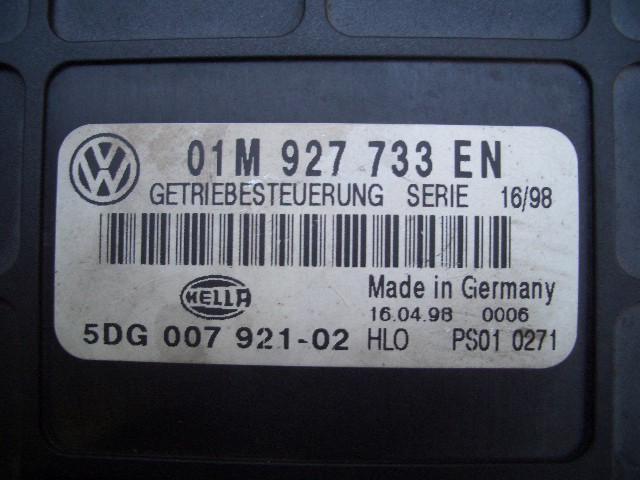 VW 01M 927 733 EN
GETRIEBESTEUERUNG SERIE 16/98
HELLA Made in Germany
16.04.98 0006
5DG 007 921-02 HLO PS01 0271